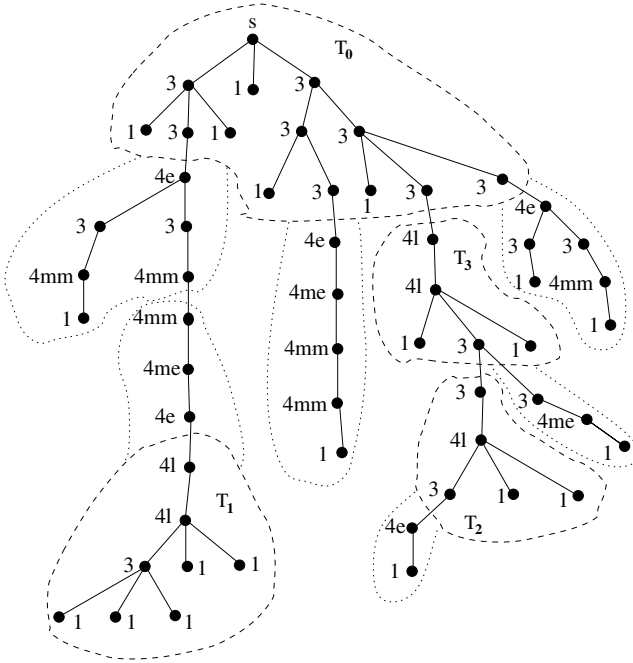 s
T0
3 1 3
1 3 1 3 3
4e 1 3 1 3 3 4e
3 3 4e 4l T3 3 3
4mm 4mm 4me 4l 1 4mm
1 4mm 4mm 1 3 1 1
4me 4mm 3 3
4e 1 4l 4me 1
4l T1 3 1 1
4l 4e T2
3 1 1 1
1 1 1